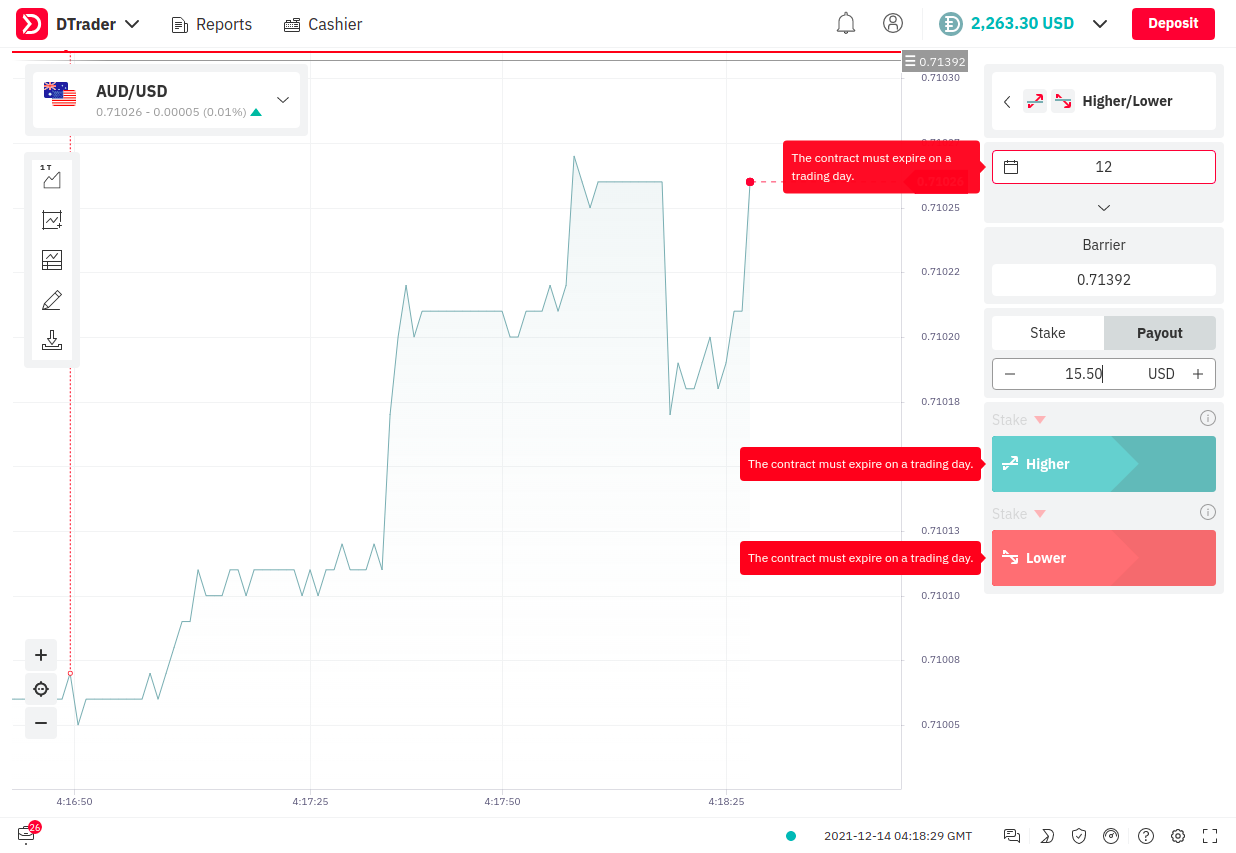 DTrader
Reports
Cashier
2,263.30 USD
Deposit
AUD/USD
0.71026 - 0.00005 (0.01%)
1T
0.71392
0.71030
0.71027
0.71025
0.71022
0.71020
0.71018
0.71013
0.71010
0.71008
0.71005
4:16:50
4:17:25
4:17:50
4:18:25
Higher/Lower
The contract must expire on a
trading day.
12
Barrier
0.71392
Stake
Payout
15.50
USD
Stake
The contract must expire on a trading day.
Higher
Stake
The contract must expire on a trading day.
Lower
26
2021-12-14 04:18:29 GMT